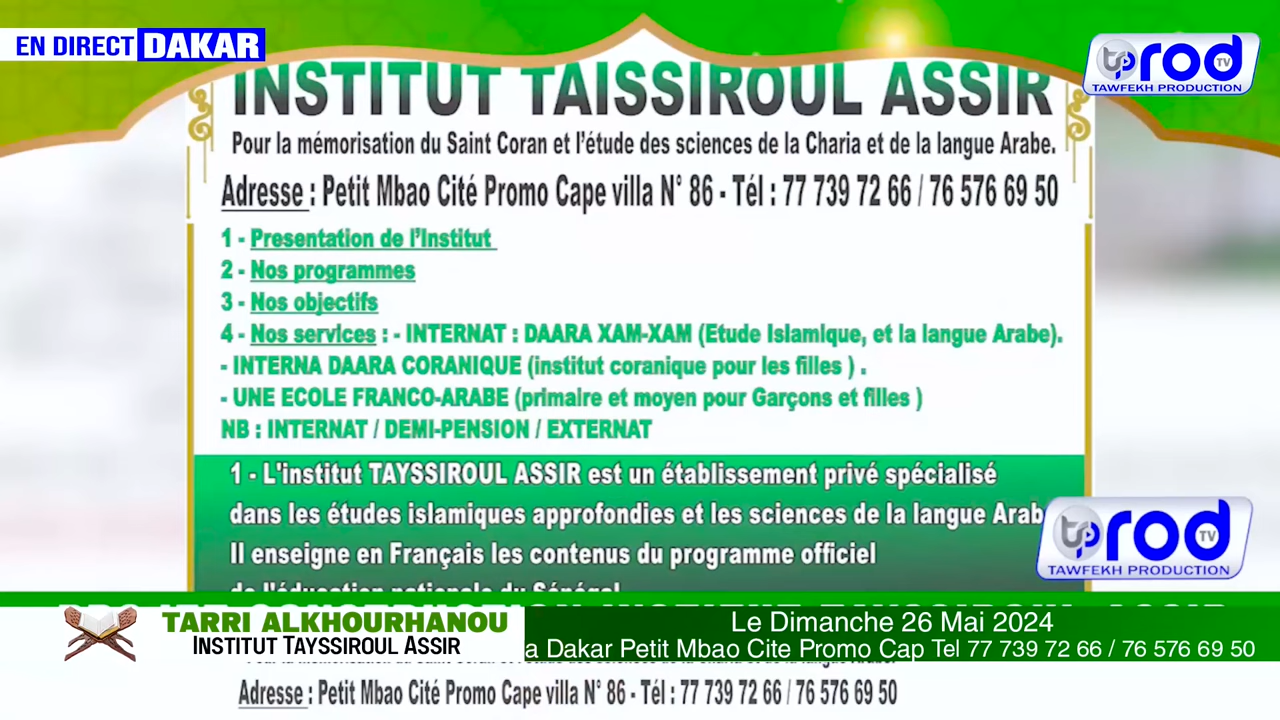 EN DIRECT DAKAR
tp rod TV
TAWFEKH PRODUCTION
INSTITUT TAISSIROUL ASSIR
Pour la mémorisation du Saint Coran et l'étude des sciences de la Charia et de la langue Arabe.
Adresse : Petit Mbao Cité Promo Cape villa N° 86 - Tél : 77 739 72 66 / 76 576 69 50
1 - Presentation de l'Institut
2 - Nos programmes
3 - Nos objectifs
4 - Nos services : - INTERNAT : DAARA XAM-XAM (Etude Islamique, et la langue Arabe).
- INTERNA DAARA CORANIQUE (institut coranique pour les filles ) .
- UNE ECOLE FRANCO-ARABE (primaire et moyen pour Garçons et filles )
NB : INTERNAT / DEMI-PENSION / EXTERNAT
1 - L'institut TAYSSIROUL ASSIR est un établissement privé spécialisé
dans les études islamiques approfondies et les sciences de la langue Arab
Il enseigne en Français les contenus du programme officiel
de l'éducation nationale du Sénégal
tp rod TV
TAWFEKH PRODUCTION
TARRI ALKHOURHANOU
INSTITUT TAYSSIROUL ASSIR
Le Dimanche 26 Mai 2024
a Dakar Petit Mbao Cite Promo Cap Tel 77 739 72 66 / 76 576 69 50
Adresse : Petit Mbao Cité Promo Cape villa N° 86 - Tél : 77 739 72 66 / 76 576 69 50